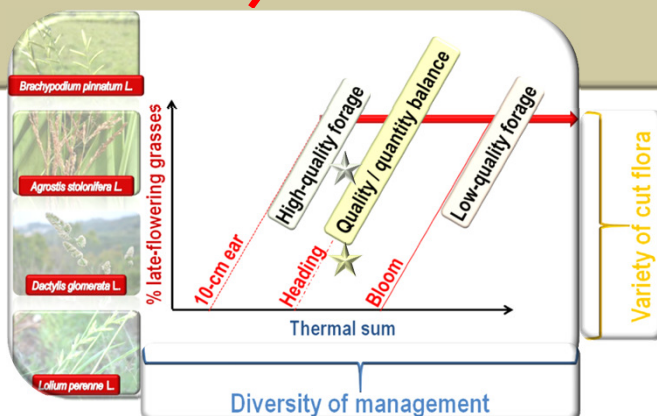 Brachypodium pinnatum L.
Agrostis stolonifera L.
Dactylis glomerata L.
Lolium perenne L.
% late-flowering grasses
10-cm ear
High-quality forage
Heading
Quality / quantity balance
Bloom
Low-quality forage
Thermal sum
Diversity of management
Variety of cut flora